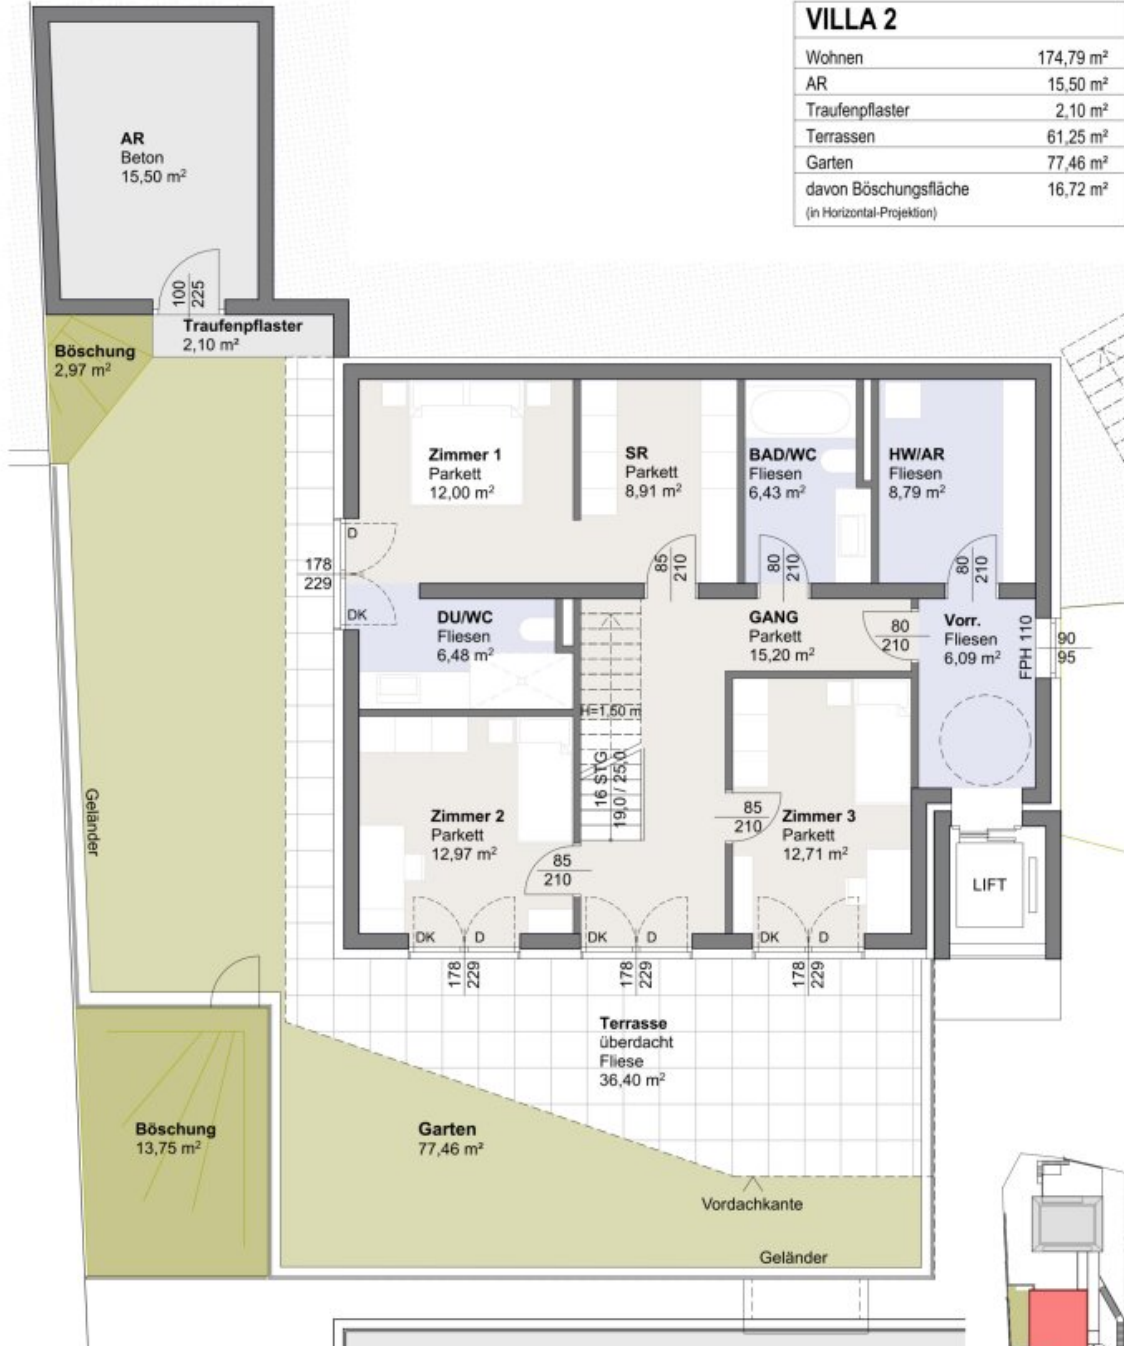 VILLA 2
Wohnen 174,79 m²
AR 15,50 m²
Traufenpflaster 2,10 m²
Terrassen 61,25 m²
Garten 77,46 m²
davon Böschungsfläche 16,72 m²
(in Horizontal-Projektion)
AR
Beton
15,50 m²
100
225
Traufenpflaster
2,10 m²
Böschung
2,97 m²
Zimmer 1
Parkett
12,00 m²
SR
Parkett
8,91 m²
BAD/WC
Fliesen
6,43 m²
HW/AR
Fliesen
8,79 m²
D
178
229
DK
85
210
80
210
80
210
DU/WC
Fliesen
6,48 m²
GANG
Parkett
15,20 m²
80
210
Vorr.
Fliesen
6,09 m²
FPH 110
90
95
H=1,50 m
16 STG
19,0 / 25,0
Geländer
Zimmer 2
Parkett
12,97 m²
85
210
85
210
Zimmer 3
Parkett
12,71 m²
LIFT
DK D
DK D
DK D
178
229
178
229
178
229
Terrasse
überdacht
Fliese
36,40 m²
Böschung
13,75 m²
Garten
77,46 m²
Vordachkante
Geländer